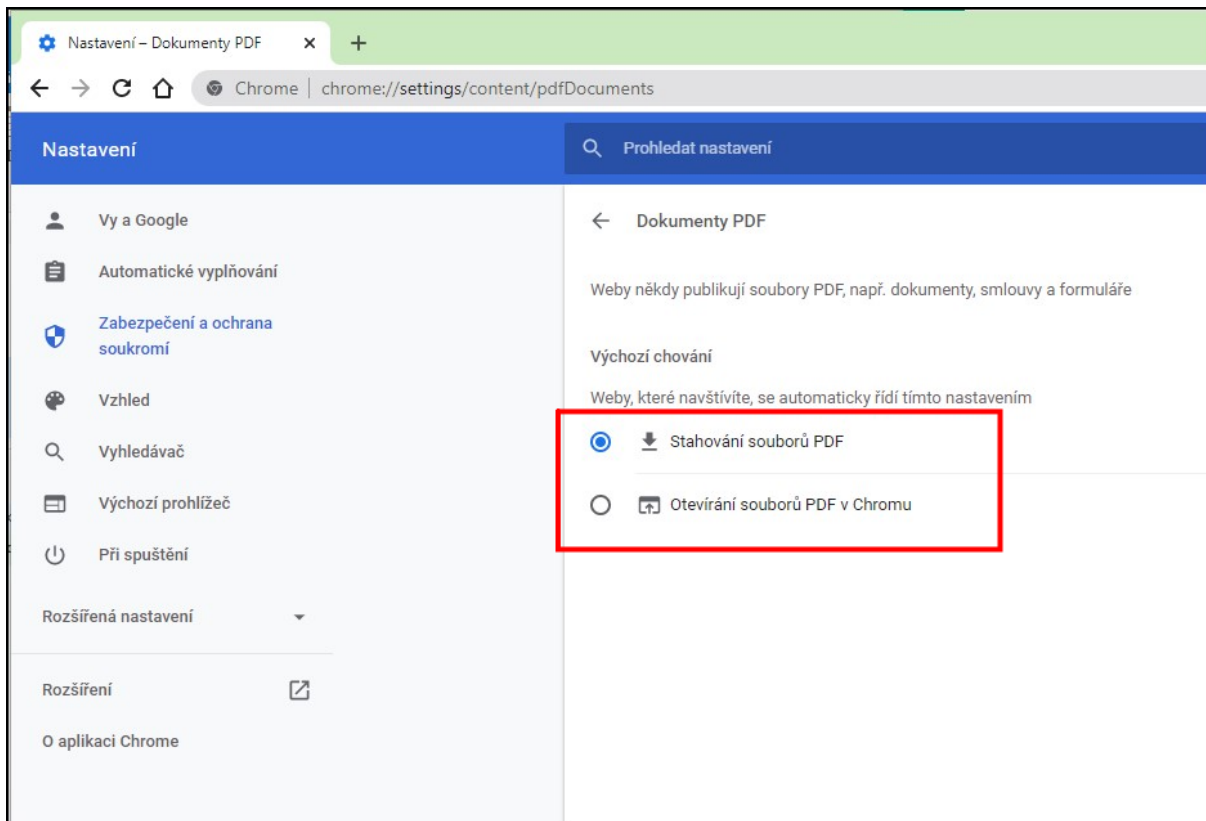 Nastavení – Dokumenty PDF
Chrome | chrome://settings/content/pdfDocuments
Nastavení
Prohledat nastavení
Vy a Google
Automatické vyplňování
Zabezpečení a ochrana
soukromí
Vzhled
Vyhledávač
Výchozí prohlížeč
Při spuštění
Rozšířená nastavení
Rozšíření
O aplikaci Chrome
Dokumenty PDF
Weby někdy publikují soubory PDF, např. dokumenty, smlouvy a formuláře
Výchozí chování
Weby, které navštívíte, se automaticky řídí tímto nastavením
Stahování souborů PDF
Otevírání souborů PDF v Chromu